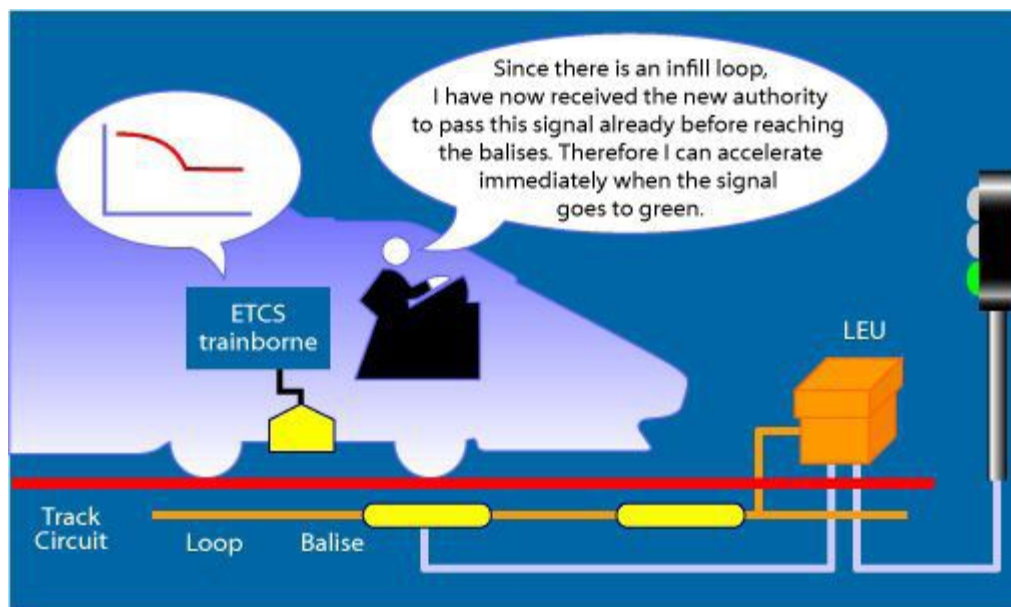 Since there is an infill loop,
I have now received the new authority
to pass this signal already before reaching
the balises. Therefore I can accelerate
immediately when the signal
goes to green.
ETCS
trainborne
LEU
Track
Circuit
Loop
Balise